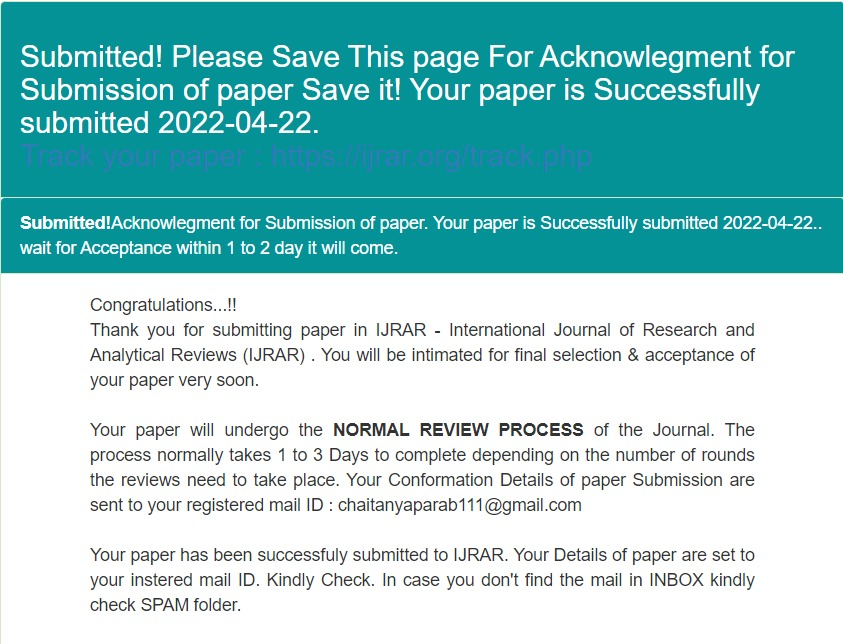 Submitted! Please Save This page For Acknowlegment for
Submission of paper Save it! Your paper is Successfully
submitted 2022-04-22.
Track your paper : https://ijrar.org/track.php
Submitted!Acknowlegment for Submission of paper. Your paper is Successfully submitted 2022-04-22..
wait for Acceptance within 1 to 2 day it will come.
Congratulations...!!
Thank you for submitting paper in IJRAR - International Journal of Research and
Analytical Reviews (IJRAR) . You will be intimated for final selection & acceptance of
your paper very soon.
Your paper will undergo the NORMAL REVIEW PROCESS of the Journal. The
process normally takes 1 to 3 Days to complete depending on the number of rounds
the reviews need to take place. Your Conformation Details of paper Submission are
sent to your registered mail ID : chaitanyaparab111@gmail.com
Your paper has been successfuly submitted to IJRAR. Your Details of paper are set to
your instered mail ID. Kindly Check. In case you don't find the mail in INBOX kindly
check SPAM folder.